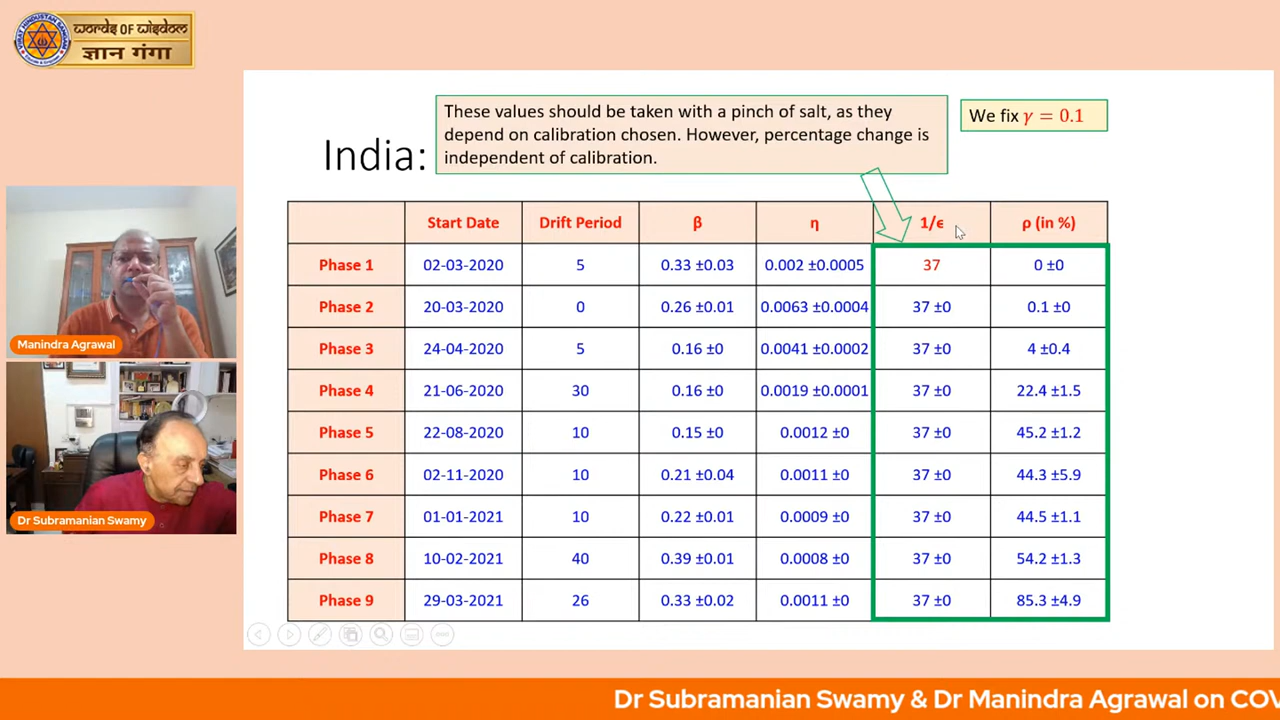 VIRAT HINDUSTAN SANGAM
WORDS OF WISDOM
ज्ञान गंगा
These values should be taken with a pinch of salt, as they
depend on calibration chosen. However, percentage change is
independent of calibration.
We fix γ = 0.1
India:
Start Date Drift Period β η 1/ϵ ρ (in %)
Phase 1 02-03-2020 5 0.33 ±0.03 0.002 ±0.0005 37 0 ±0
Phase 2 20-03-2020 0 0.26 ±0.01 0.0063 ±0.0004 37 ±0 0.1 ±0
Phase 3 24-04-2020 5 0.16 ±0 0.0041 ±0.0002 37 ±0 4 ±0.4
Phase 4 21-06-2020 30 0.16 ±0 0.0019 ±0.0001 37 ±0 22.4 ±1.5
Phase 5 22-08-2020 10 0.15 ±0 0.0012 ±0 37 ±0 45.2 ±1.2
Phase 6 02-11-2020 10 0.21 ±0.04 0.0011 ±0 37 ±0 44.3 ±5.9
Phase 7 01-01-2021 10 0.22 ±0.01 0.0009 ±0 37 ±0 44.5 ±1.1
Phase 8 10-02-2021 40 0.39 ±0.01 0.0008 ±0 37 ±0 54.2 ±1.3
Phase 9 29-03-2021 26 0.33 ±0.02 0.0011 ±0 37 ±0 85.3 ±4.9
Manindra Agrawal
Dr Subramanian Swamy
Dr Subramanian Swamy & Dr Manindra Agrawal on COV